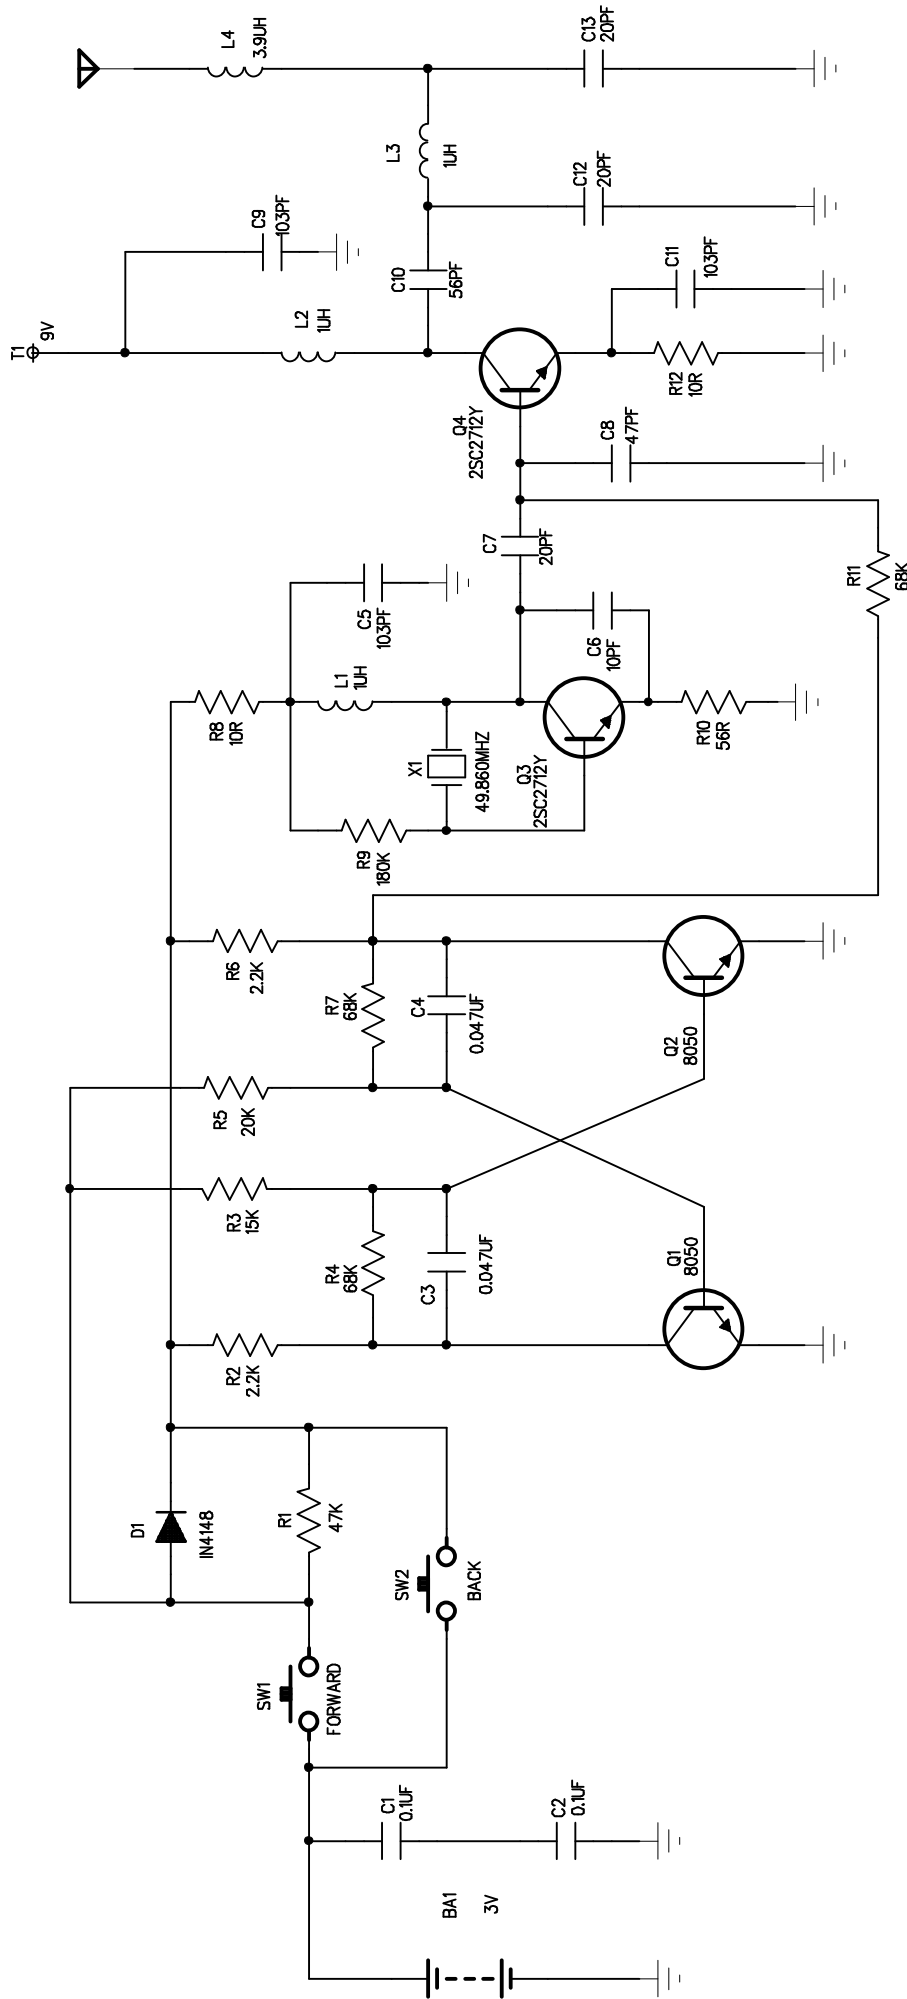 BA1
3V
C1
0.1UF
C2
0.1UF
SW1
FORWARD
SW2
BACK
D1
IN4148
R1
47K
R2
2.2K
R4
68K
C3
0.047UF
Q1
8050
R3
15K
R5
20K
R7
68K
C4
0.047UF
Q2
8050
R6
2.2K
R9
180K
X1
49.860MHZ
R8
10R
L1
1UH
C5
103PF
Q3
2SC2712Y
C6
10PF
R10
56R
C7
20PF
R11
68K
C8
47PF
Q4
2SC2712Y
T1
9V
L2
1UH
C9
103PF
C10
56PF
R12
10R
C11
103PF
L3
1UH
C12
20PF
L4
3.9UH
C13
20PF